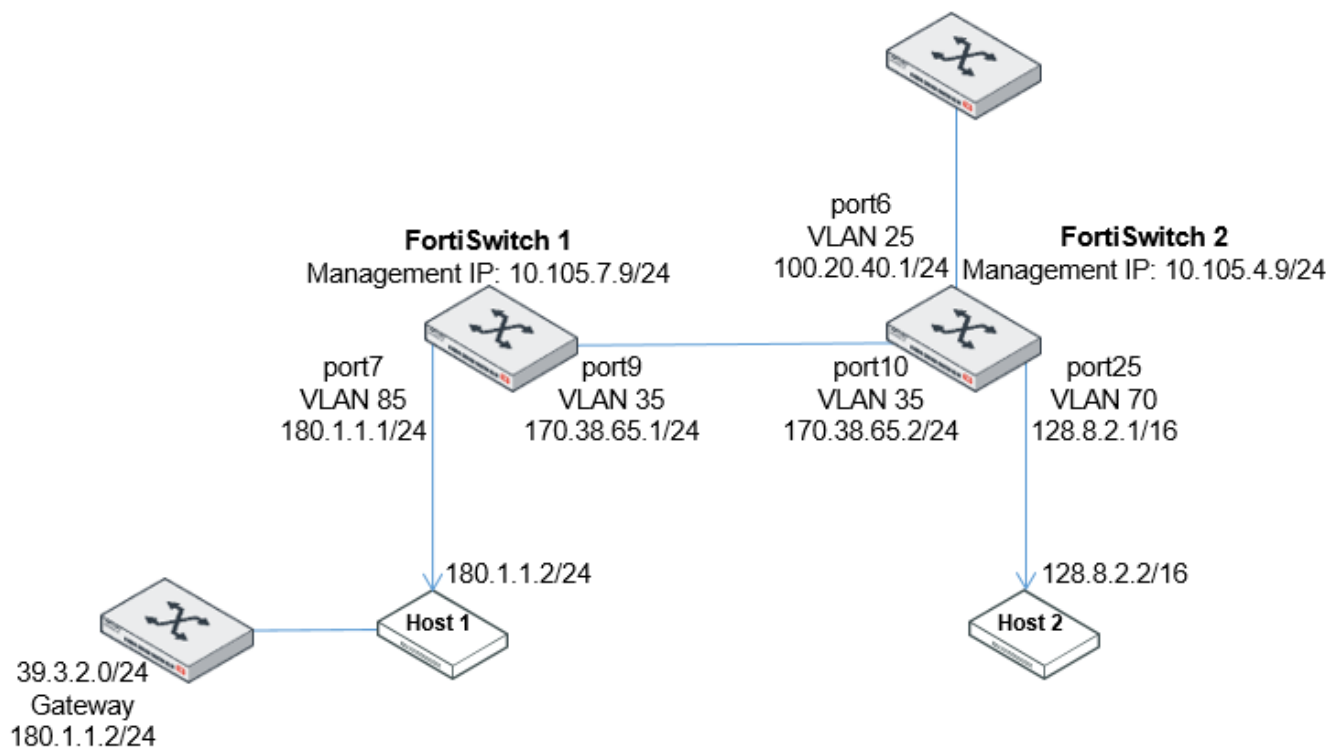 port6
VLAN 25
100.20.40.1/24
FortiSwitch 1
Management IP: 10.105.7.9/24
FortiSwitch 2
Management IP: 10.105.4.9/24
port7
VLAN 85
180.1.1.1/24
port9
VLAN 35
170.38.65.1/24
port10
VLAN 35
170.38.65.2/24
port25
VLAN 70
128.8.2.1/16
180.1.1.2/24
Host 1
128.8.2.2/16
Host 2
39.3.2.0/24
Gateway
180.1.1.2/24